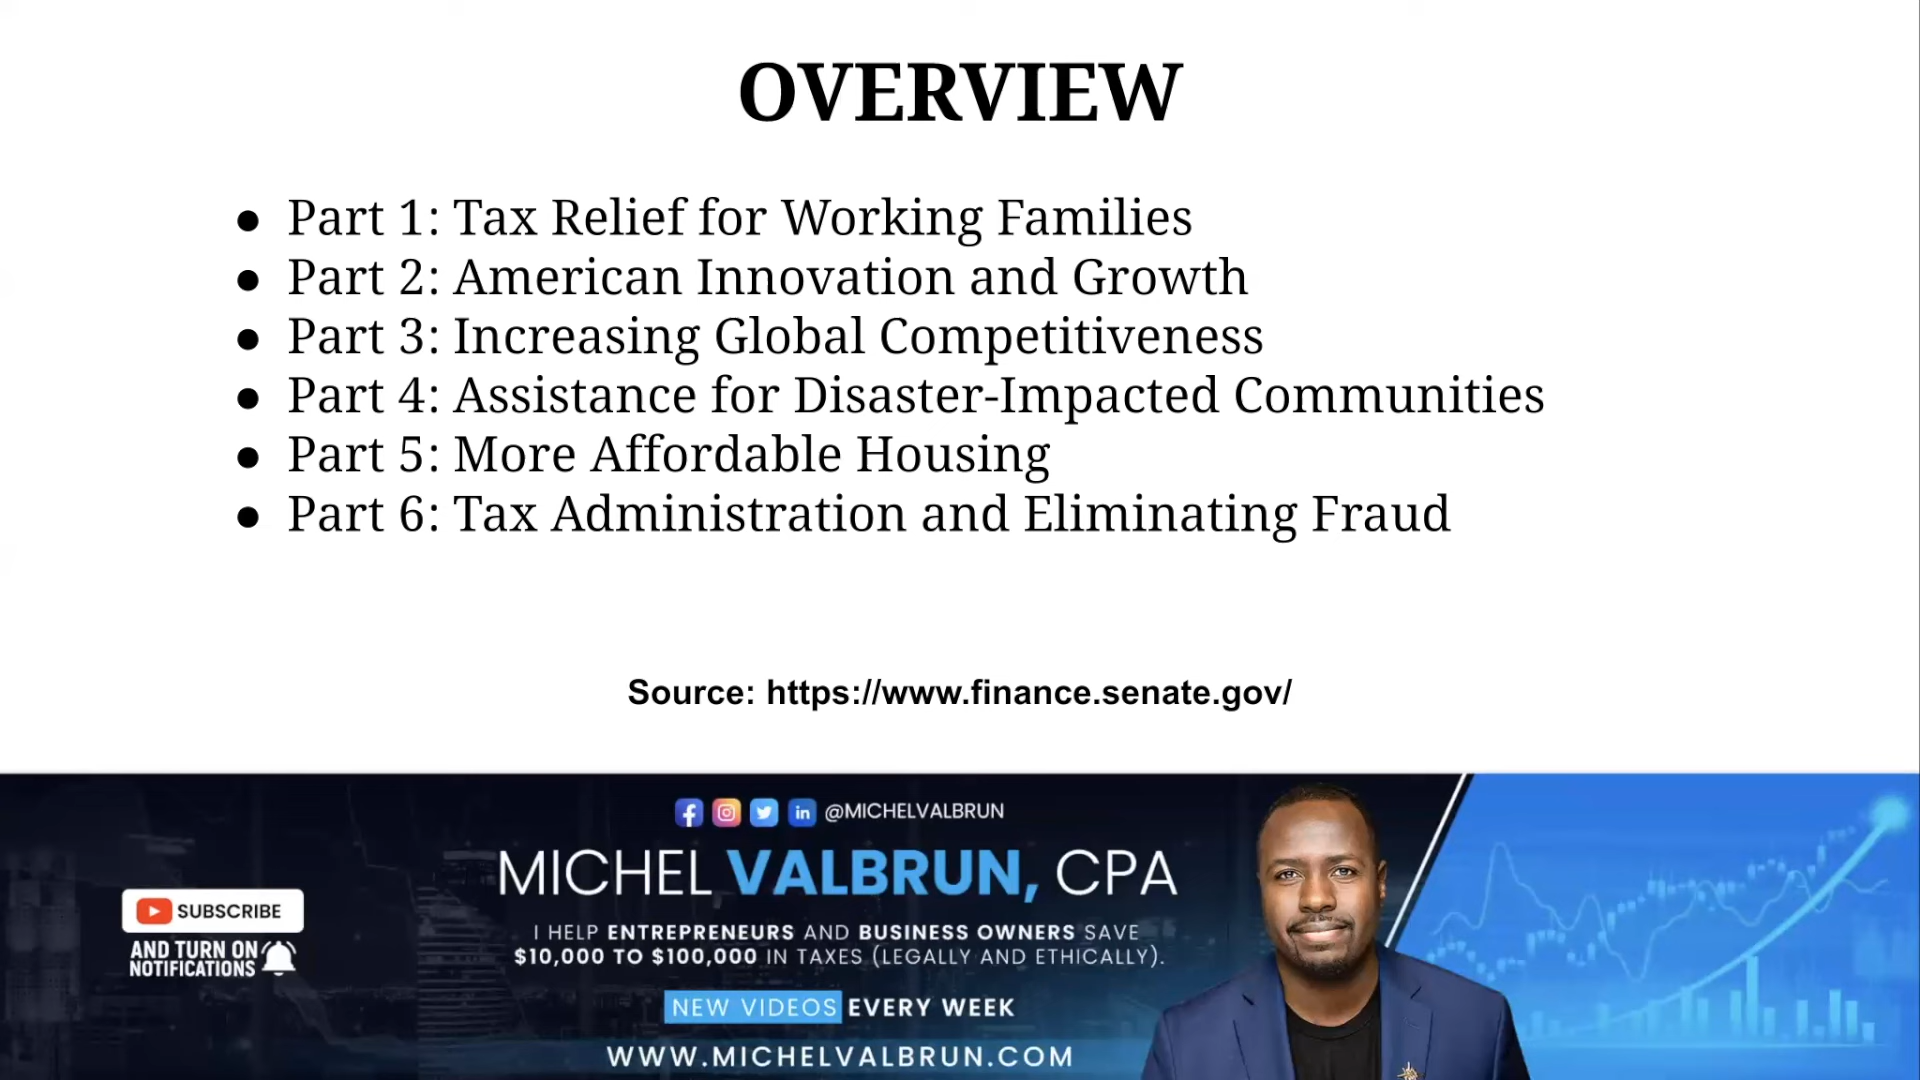 OVERVIEW
● Part 1: Tax Relief for Working Families
● Part 2: American Innovation and Growth
● Part 3: Increasing Global Competitiveness
● Part 4: Assistance for Disaster-Impacted Communities
● Part 5: More Affordable Housing
● Part 6: Tax Administration and Eliminating Fraud
Source: https://www.finance.senate.gov/
@MICHELVALBRUN
MICHEL VALBRUN, CPA
I HELP ENTREPRENEURS AND BUSINESS OWNERS SAVE
$10,000 TO $100,000 IN TAXES (LEGALLY AND ETHICALLY).
NEW VIDEOS EVERY WEEK
WWW.MICHELVALBRUN.COM
SUBSCRIBE
AND TURN ON
NOTIFICATIONS